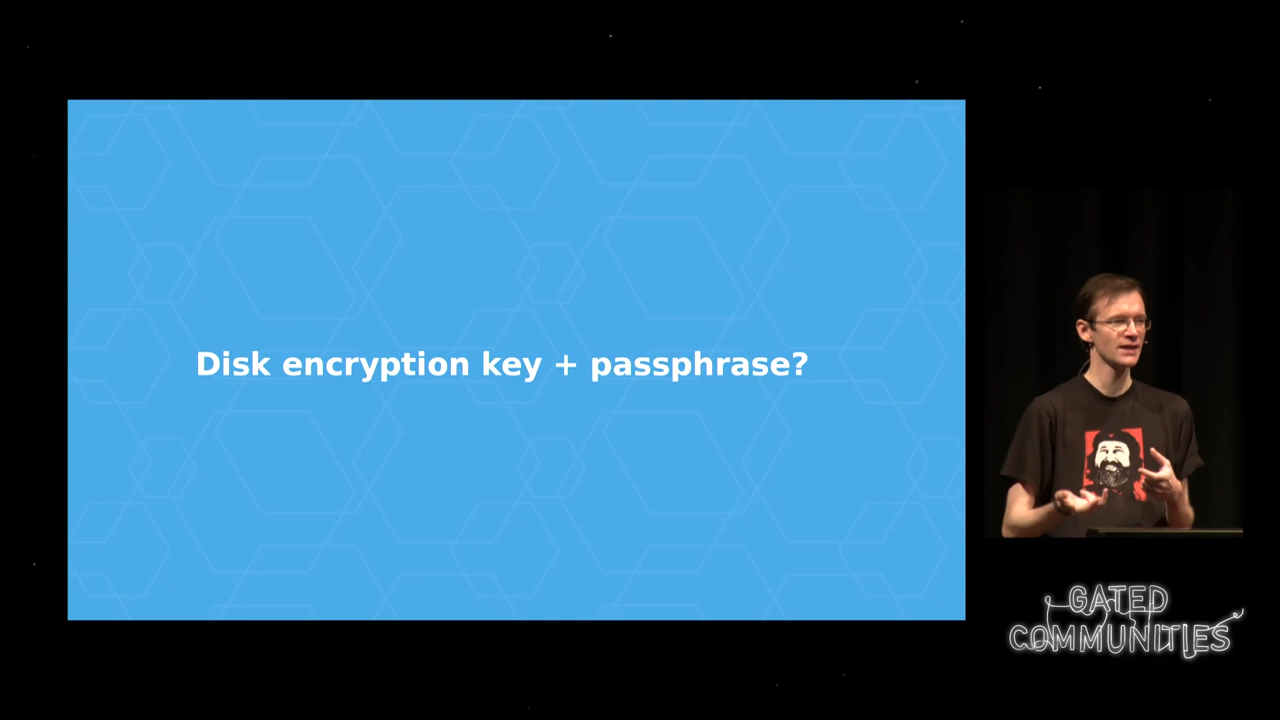 Disk encryption key + passphrase?
GATED
COMMUNITIES